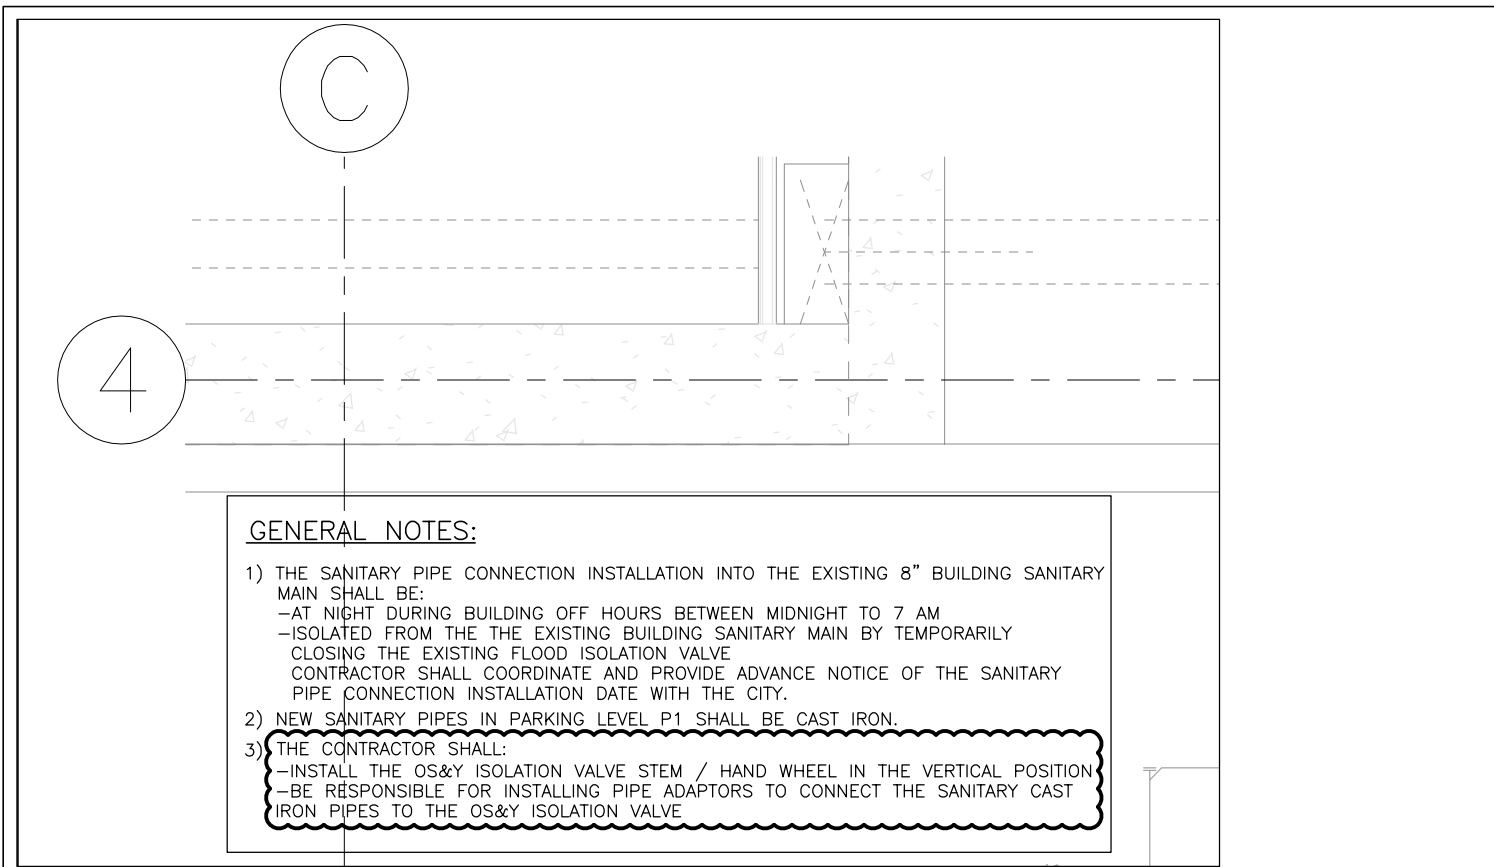 C
4
GENERAL NOTES:
1) THE SANITARY PIPE CONNECTION INSTALLATION INTO THE EXISTING 8" BUILDING SANITARY
MAIN SHALL BE:
-AT NIGHT DURING BUILDING OFF HOURS BETWEEN MIDNIGHT TO 7 AM
-ISOLATED FROM THE THE EXISTING BUILDING SANITARY MAIN BY TEMPORARILY
CLOSING THE EXISTING FLOOD ISOLATION VALVE
CONTRACTOR SHALL COORDINATE AND PROVIDE ADVANCE NOTICE OF THE SANITARY
PIPE CONNECTION INSTALLATION DATE WITH THE CITY.
2) NEW SANITARY PIPES IN PARKING LEVEL P1 SHALL BE CAST IRON.
3) THE CONTRACTOR SHALL:
-INSTALL THE OS&Y ISOLATION VALVE STEM / HAND WHEEL IN THE VERTICAL POSITION
-BE RESPONSIBLE FOR INSTALLING PIPE ADAPTORS TO CONNECT THE SANITARY CAST
IRON PIPES TO THE OS&Y ISOLATION VALVE